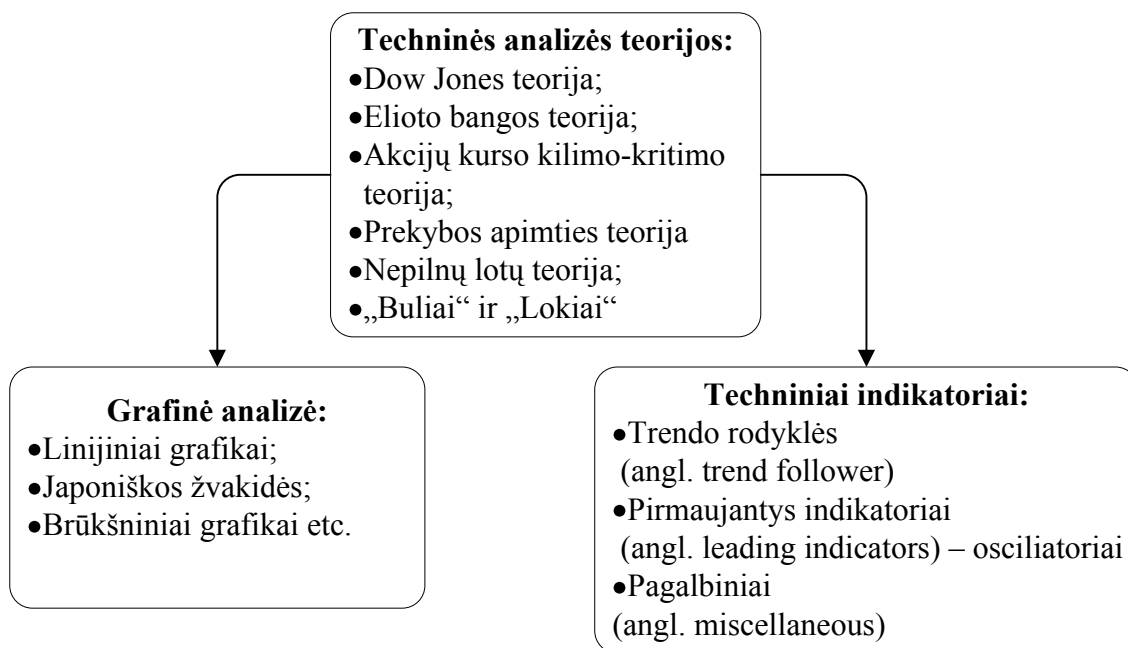 Techninės analizės teorijos:
•Dow Jones teorija;
•Elioto bangos teorija;
•Akcijų kurso kilimo-kritimo
teorija;
•Prekybos apimties teorija
•Nepilnų lotų teorija;
•„Buliai“ ir „Lokiai“
Grafinė analizė:
•Linijiniai grafikai;
•Japoniškos žvakidės;
•Brūkšniniai grafikai etc.
Techniniai indikatoriai:
•Trendo rodyklės
(angl. trend follower)
•Pirmaujantys indikatoriai
(angl. leading indicators) – osciliatoriai
•Pagalbiniai
(angl. miscellaneous)